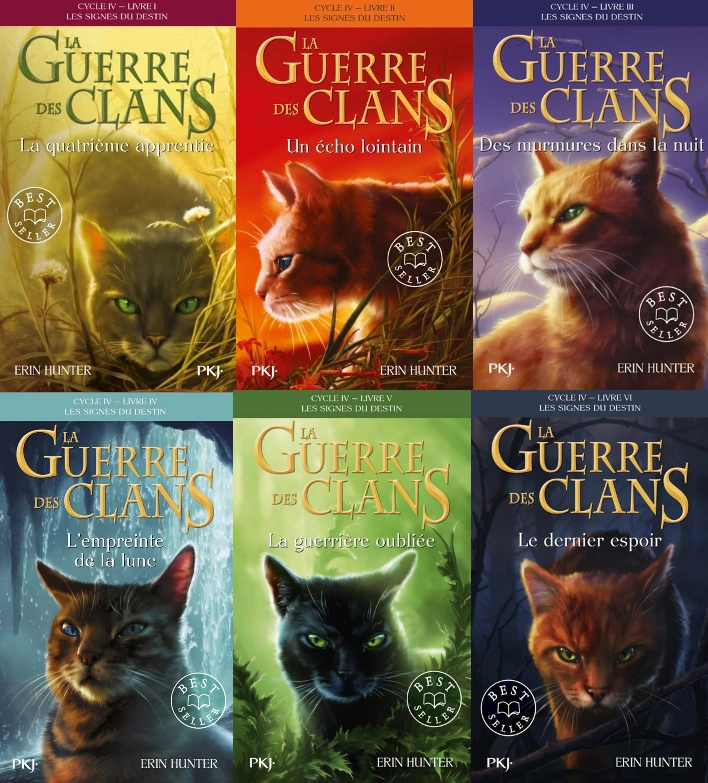 CYCLE IV – LIVRE I
LES SIGNES DU DESTIN
LA
GUERRE
DES CLANS
La quatrième apprentie
BEST
SELLER
ERIN HUNTER
PKJ·
CYCLE IV – LIVRE II
LES SIGNES DU DESTIN
LA
GUERRE
DES CLANS
Un écho lointain
BEST
SELLER
PKJ·
ERIN HUNTER
CYCLE IV – LIVRE III
LES SIGNES DU DESTIN
LA
GUERRE
DES CLANS
Des murmures dans la nuit
BEST
SELLER
PKJ·
ERIN HUNTER
CYCLE IV – LIVRE IV
LES SIGNES DU DESTIN
LA
GUERRE
DES CLANS
L'empreinte
de la lune
BEST
SELLER
PKJ·
ERIN HUNTER
CYCLE IV – LIVRE V
LES SIGNES DU DESTIN
LA
GUERRE
DES CLANS
La guerrière oubliée
BEST
SELLER
PKJ·
ERIN HUNTER
CYCLE IV – LIVRE VI
LES SIGNES DU DESTIN
LA
GUERRE
DES CLANS
Le dernier espoir
BEST
SELLER
PKJ·
ERIN HUNTER